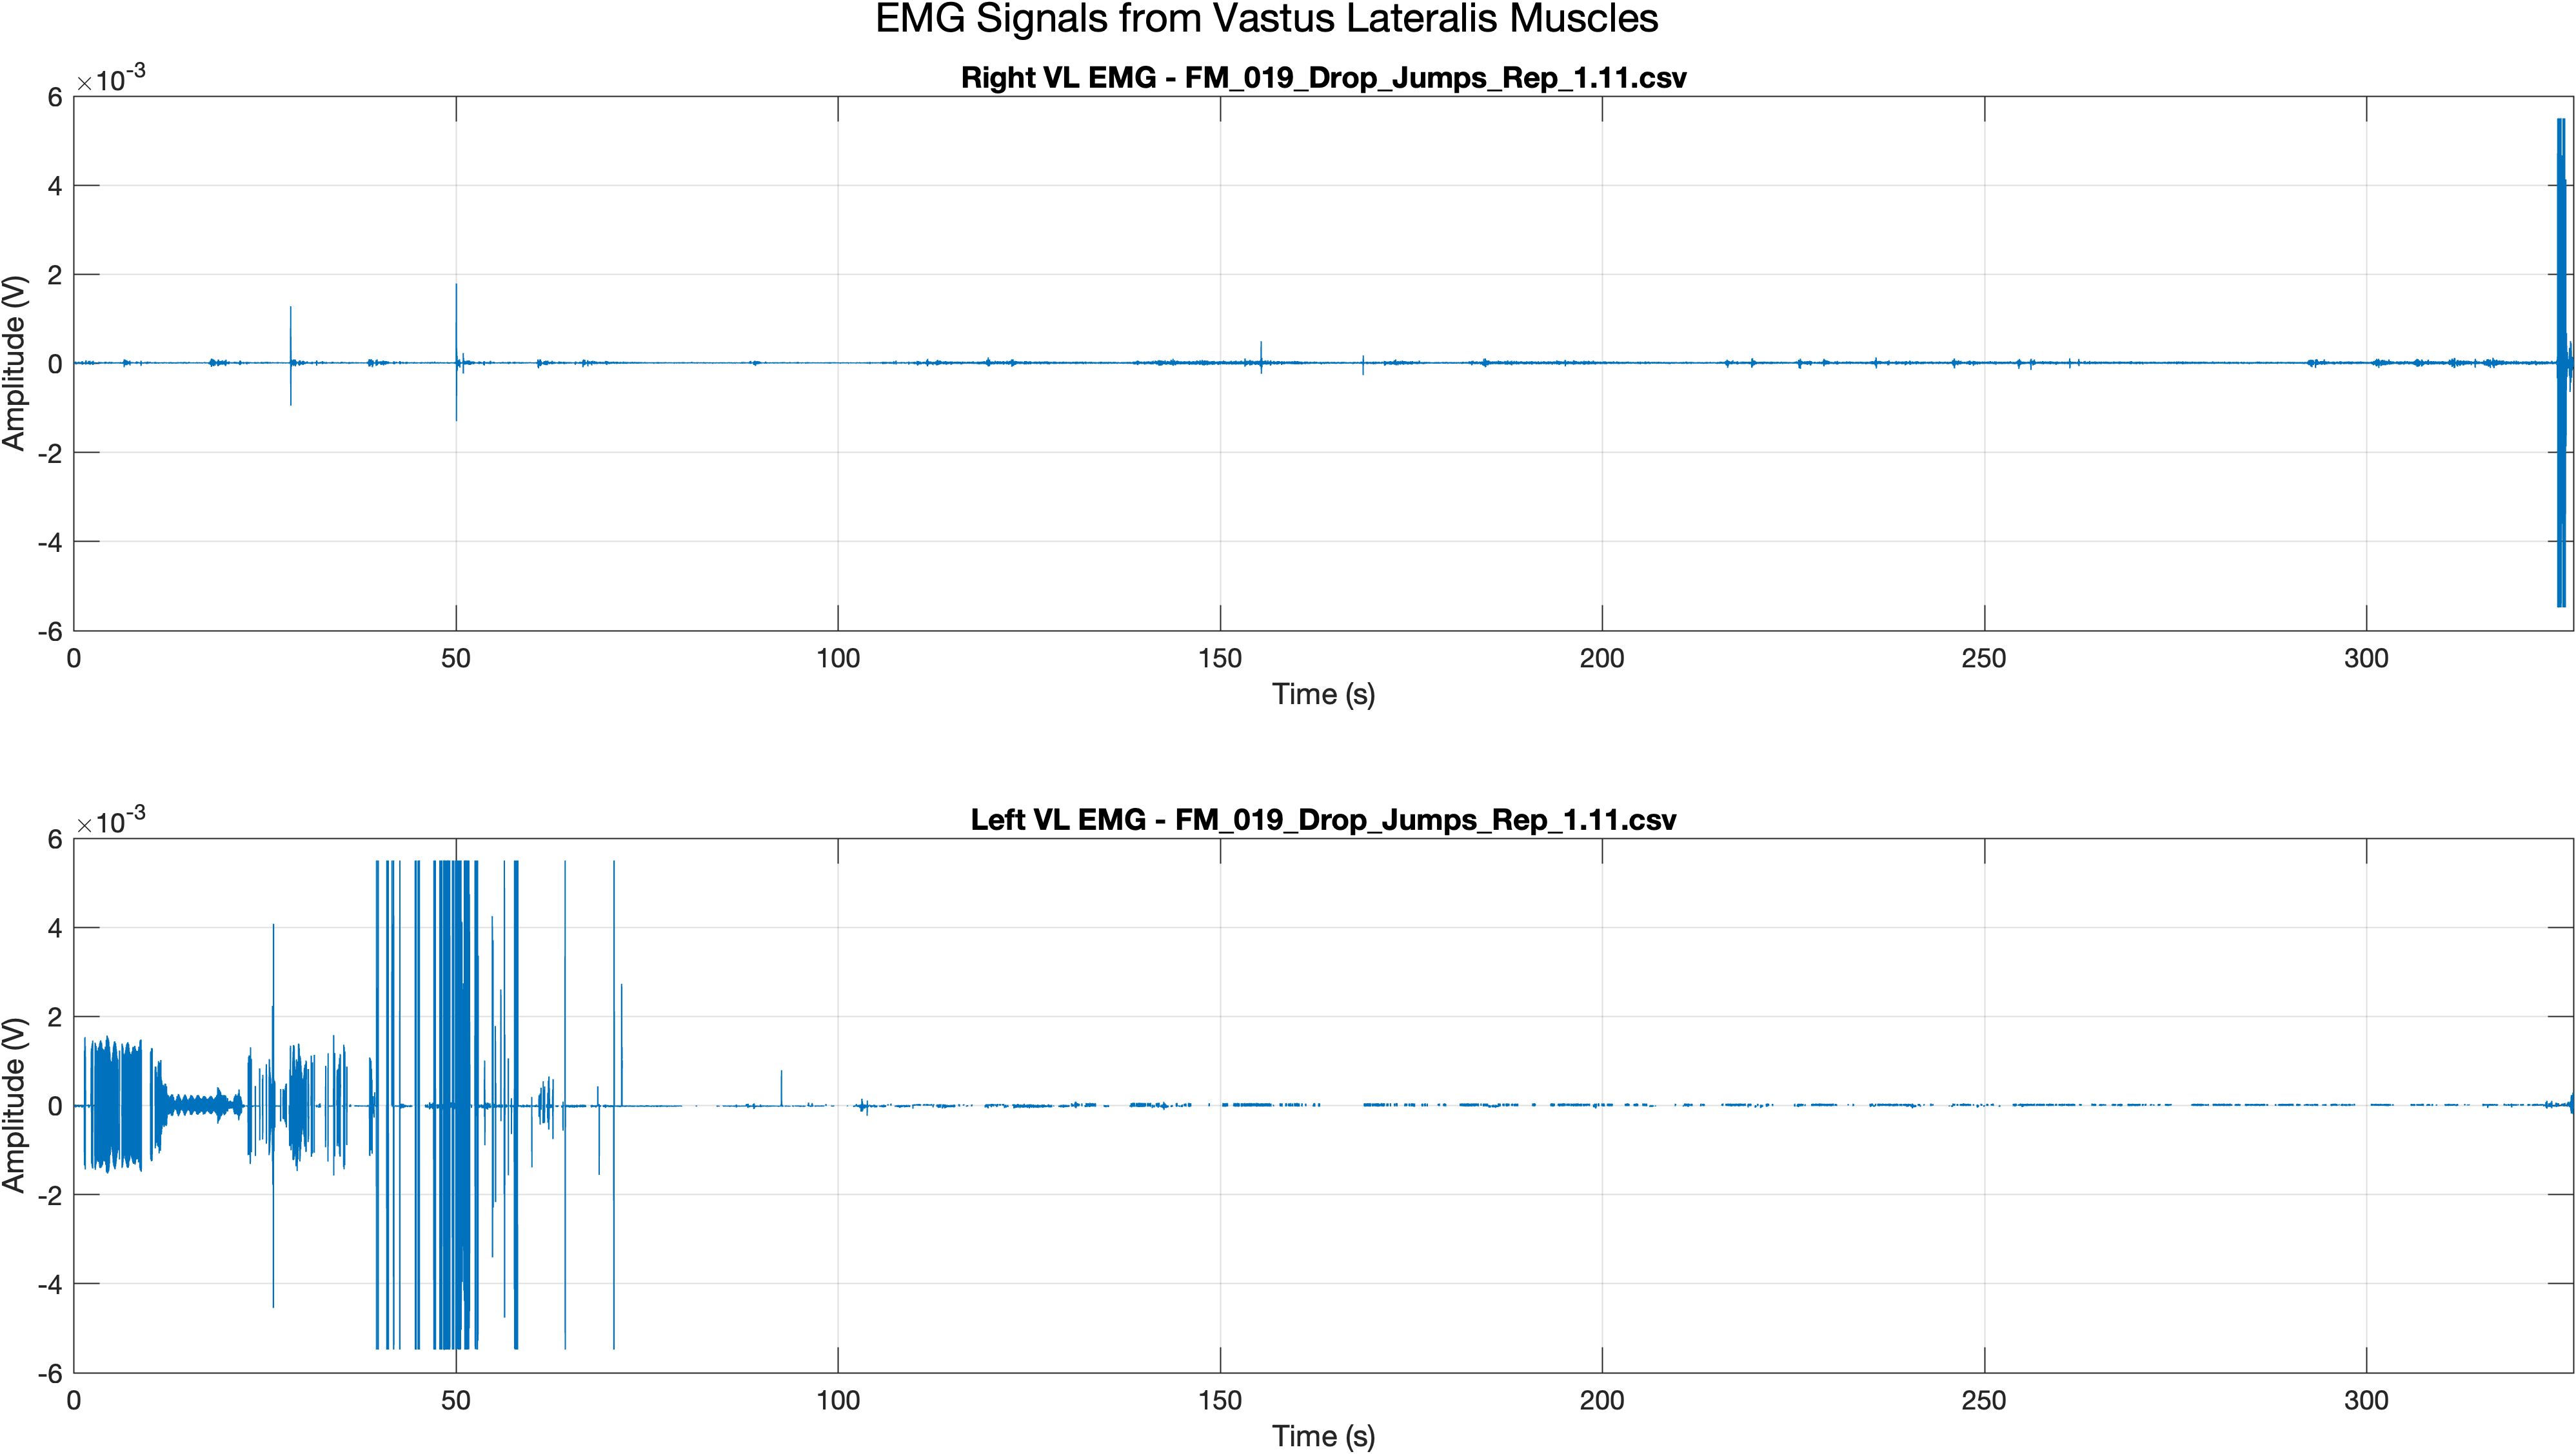 EMG Signals from Vastus Lateralis Muscles
×10-3
Right VL EMG - FM_019_Drop_Jumps_Rep_1.11.csv
6
4
2
0
-2
-4
-6
Amplitude (V)
0 50 100 150 200 250 300
Time (s)
×10-3
Left VL EMG - FM_019_Drop_Jumps_Rep_1.11.csv
6
4
2
0
-2
-4
-6
Amplitude (V)
0 50 100 150 200 250 300
Time (s)